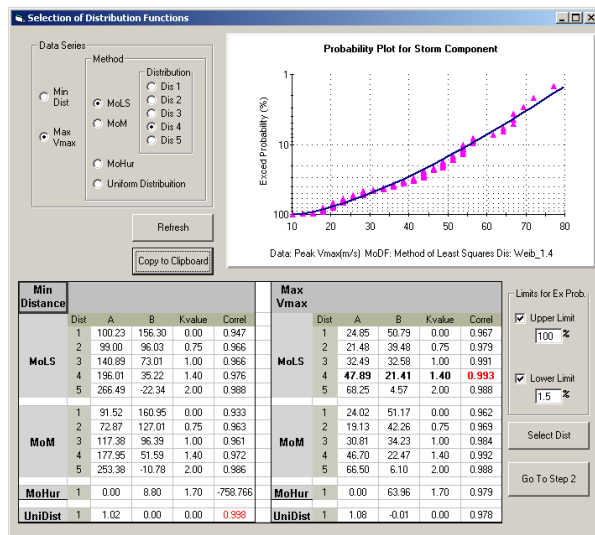 Selection of Distribution Functions
Data Series
Method
Distribution
Min Dist
Max Vmax
MoLS
MoM
MoHur
Uniform Distribuition
Dis 1
Dis 2
Dis 3
Dis 4
Dis 5
Refresh
Copy to Clipboard
Probability Plot for Storm Component
Exced Probability (%)
1
10
100
10 20 30 40 50 60 70 80
Data: Peak Vmax(m/s) MoDF: Method of Least Squares Dis: Weib_1.4
Min Distance
Dist A B Kvalue Correl
MoLS
1 100.23 156.30 0.00 0.947
2 99.00 96.03 0.75 0.966
3 140.89 73.01 1.00 0.966
4 196.01 35.22 1.40 0.976
5 266.49 -22.34 2.00 0.988
MoM
1 91.52 160.95 0.00 0.933
2 72.87 127.01 0.75 0.963
3 117.38 96.39 1.00 0.961
4 177.95 51.59 1.40 0.972
5 253.38 -10.78 2.00 0.986
MoHur 1 0.00 8.80 1.70 -758.766
UniDist 1 1.02 0.00 0.00 0.998
Max Vmax
Dist A B Kvalue Correl
MoLS
1 24.85 50.79 0.00 0.967
2 21.48 39.48 0.75 0.979
3 32.49 32.58 1.00 0.991
4 47.89 21.41 1.40 0.993
5 68.25 4.57 2.00 0.988
MoM
1 24.02 51.17 0.00 0.962
2 19.13 42.26 0.75 0.969
3 30.81 34.23 1.00 0.984
4 46.70 22.47 1.40 0.992
5 66.50 6.10 2.00 0.988
MoHur 1 0.00 63.96 1.70 0.979
UniDist 1 1.08 -0.01 0.00 0.978
Limits for Ex Prob.
Upper Limit
100 %
Lower Limit
1.5 %
Select Dist
Go To Step 2